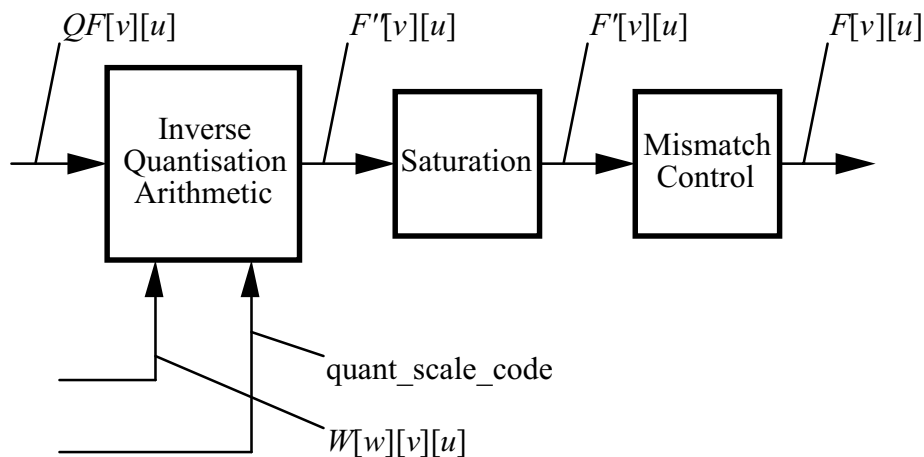 QF[v][u]
F''[v][u]
F'[v][u]
F[v][u]
Inverse
Quantisation
Arithmetic
Saturation
Mismatch
Control
quant_scale_code
W[w][v][u]